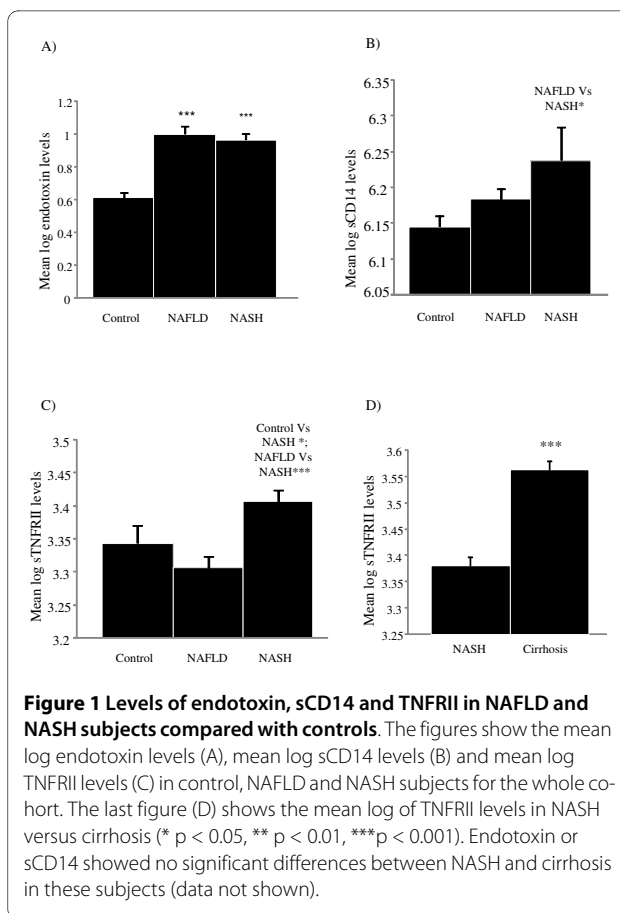 A)
Mean log endotoxin levels
1.2
1
0.8
0.6
0.4
0.2
0
***
***
Control NAFLD NASH
B)
Mean log sCD14 levels
6.35
6.3
6.25
6.2
6.15
6.1
6.05
NAFLD Vs
NASH*
Control NAFLD NASH
C)
Mean log sTNFRII levels
3.5
3.45
3.4
3.35
3.3
3.25
3.2
Control Vs
NASH *;
NAFLD Vs
NASH***
Control NAFLD NASH
D)
Mean log sTNFRII levels
3.6
3.55
3.5
3.45
3.4
3.35
3.3
3.25
***
NASH Cirrhosis
Figure 1 Levels of endotoxin, sCD14 and TNFRII in NAFLD and
NASH subjects compared with controls. The figures show the mean
log endotoxin levels (A), mean log sCD14 levels (B) and mean log
TNFRII levels (C) in control, NAFLD and NASH subjects for the whole co-
hort. The last figure (D) shows the mean log of TNFRII levels in NASH
versus cirrhosis (* p < 0.05, ** p < 0.01, ***p < 0.001). Endotoxin or
sCD14 showed no significant differences between NASH and cirrhosis
in these subjects (data not shown).